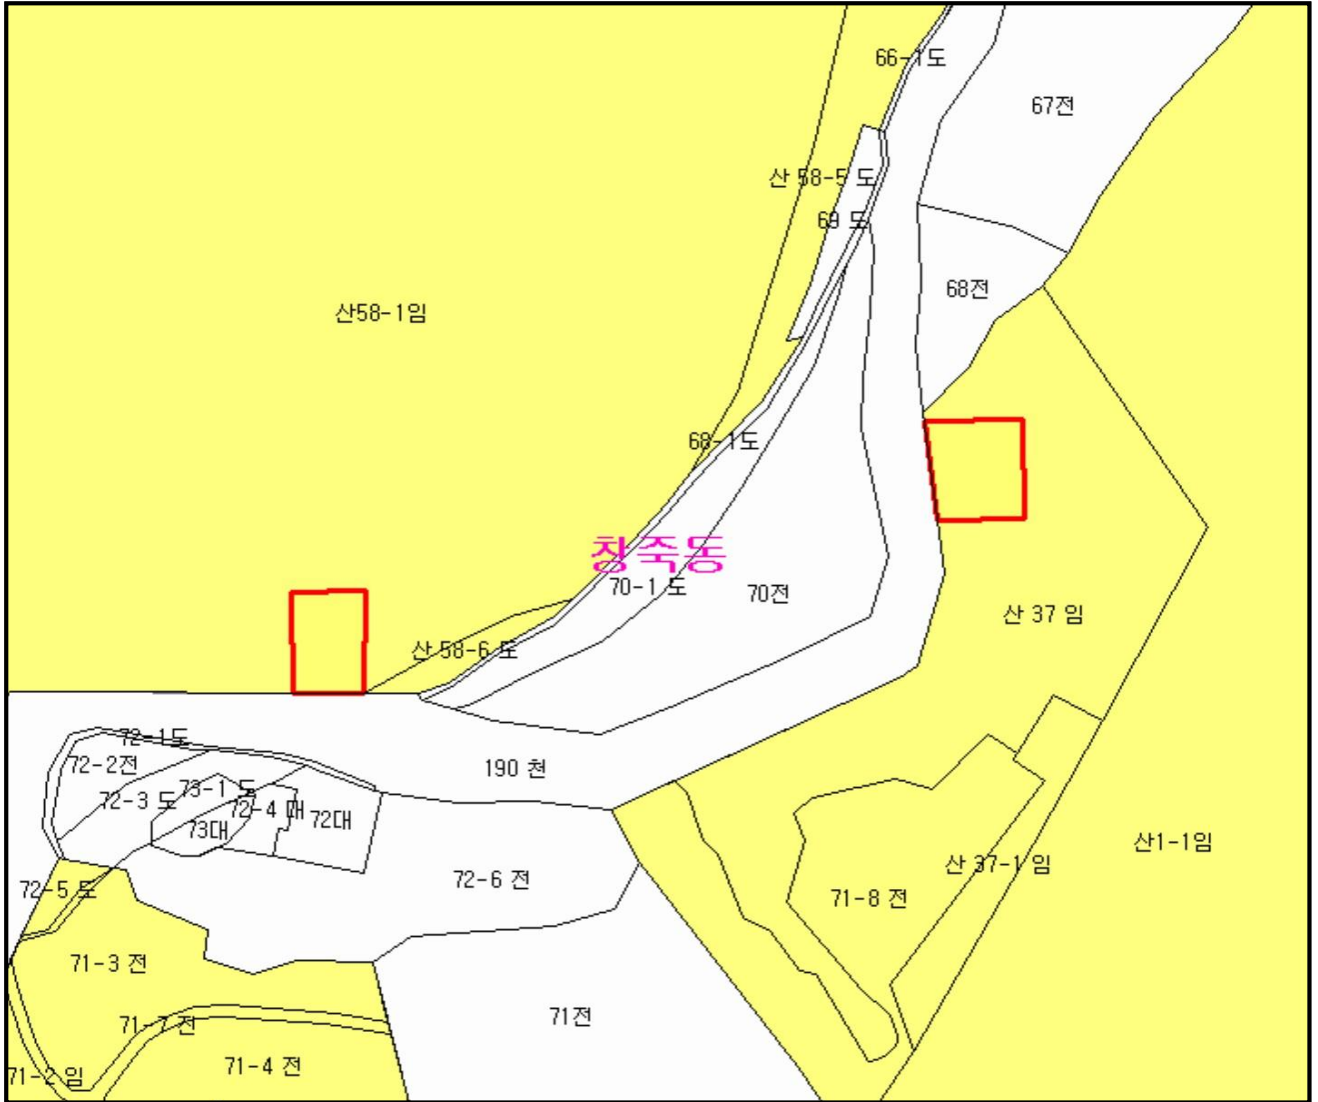 66-1도
67전
산 58-5 도
69 도
68전
산58-1임
68-1도
창죽동
70-1 도
70전
산 37 임
산 58-6 도
72-1도
72-2전
190 천
73-1 도
72-3 도
72-4 대
72대
73대
산1-1임
산 37-1 임
72-6 전
72-5 도
71-8 전
71-3 전
71전
71-7 전
71-4 전
71-2 임